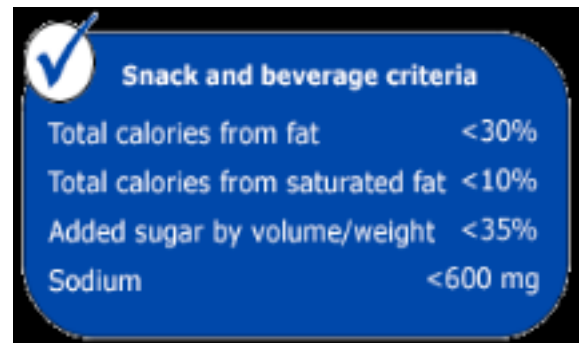 Snack and beverage criteria
Total calories from fat <30%
Total calories from saturated fat <10%
Added sugar by volume/weight <35%
Sodium <600 mg